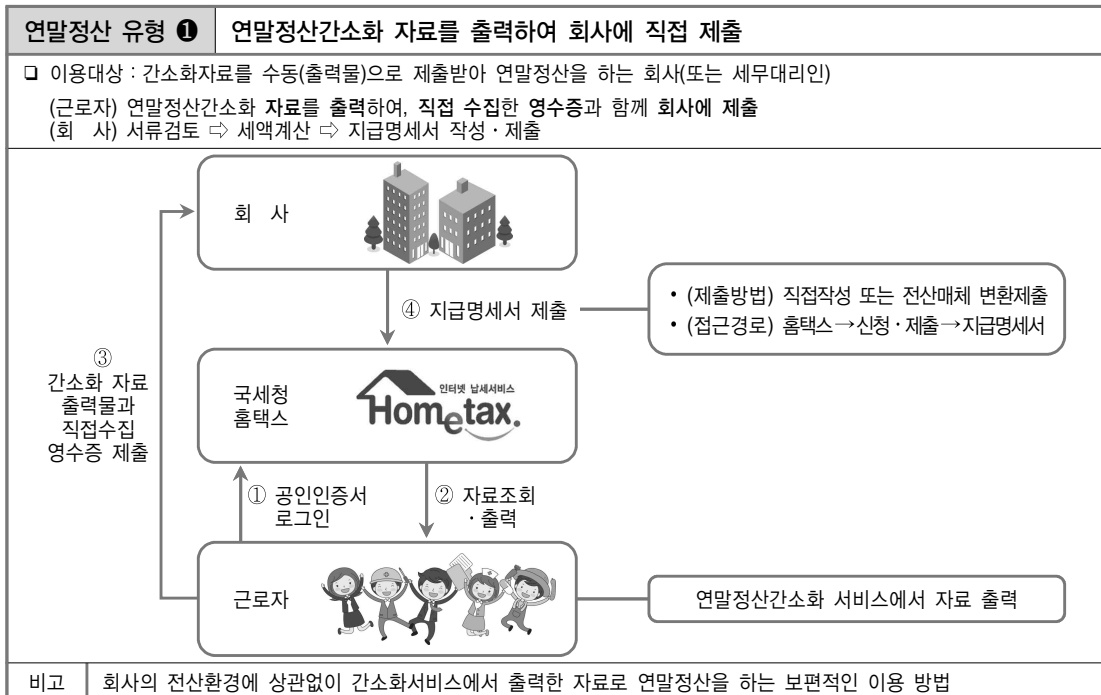 연말정산 유형 ❶ 연말정산간소화 자료를 출력하여 회사에 직접 제출
❑ 이용대상 : 간소화자료를 수동(출력물)으로 제출받아 연말정산을 하는 회사(또는 세무대리인)
(근로자) 연말정산간소화 자료를 출력하여, 직접 수집한 영수증과 함께 회사에 제출
(회 사) 서류검토 ⇨ 세액계산 ⇨ 지급명세서 작성·제출
회 사
④ 지급명세서 제출
• (제출방법) 직접작성 또는 전산매체 변환제출
• (접근경로) 홈택스→신청·제출→지급명세서
③
간소화 자료
출력물과
직접수집
영수증 제출
국세청
홈택스
인터넷 납세서비스
Hometax.
① 공인인증서
로그인
② 자료조회
·출력
근로자
연말정산간소화 서비스에서 자료 출력
비고 회사의 전산환경에 상관없이 간소화서비스에서 출력한 자료로 연말정산을 하는 보편적인 이용 방법